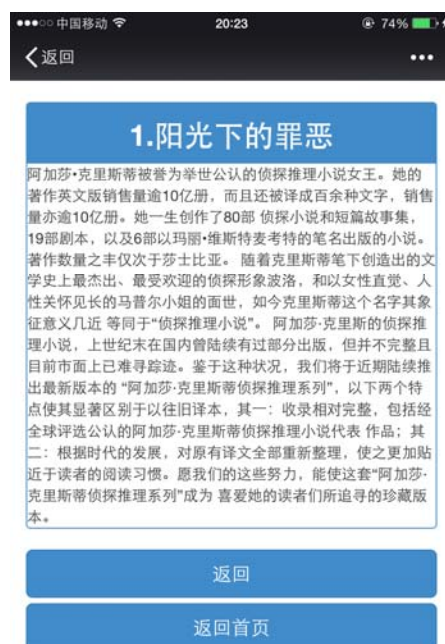 中国移动 20:23 74%
返回
1.阳光下的罪恶
阿加莎•克里斯蒂被誉为举世公认的侦探推理小说女王。她的
著作英文版销售量逾10亿册，而且还被译成百余种文字，销售
量亦逾10亿册。她一生创作了80部 侦探小说和短篇故事集，
19部剧本，以及6部以玛丽•维斯特麦考特的笔名出版的小说。
著作数量之丰仅次于莎士比亚。 随着克里斯蒂笔下创造出的文
学史上最杰出、最受欢迎的侦探形象波洛，和以女性直觉、人
性关怀见长的马普尔小姐的面世，如今克里斯蒂这个名字其象
征意义几近 等同于“侦探推理小说”。 阿加莎·克里斯的侦探推
理小说，上世纪末在国内曾陆续有过部分出版，但并不完整且
目前市面上已难寻踪迹。鉴于这种状况，我们将于近期陆续推
出最新版本的 “阿加莎·克里斯蒂侦探推理系列”，以下两个特
点使其显著区别于以往旧译本，其一：收录相对完整，包括经
全球评选公认的阿加莎·克里斯蒂侦探推理小说代表 作品；其
二：根据时代的发展，对原有译文全部重新整理，使之更加贴
近于读者的阅读习惯。愿我们的这些努力，能使这套“阿加莎·
克里斯蒂侦探推理系列”成为 喜爱她的读者们所追寻的珍藏版
本。
返回
返回首页